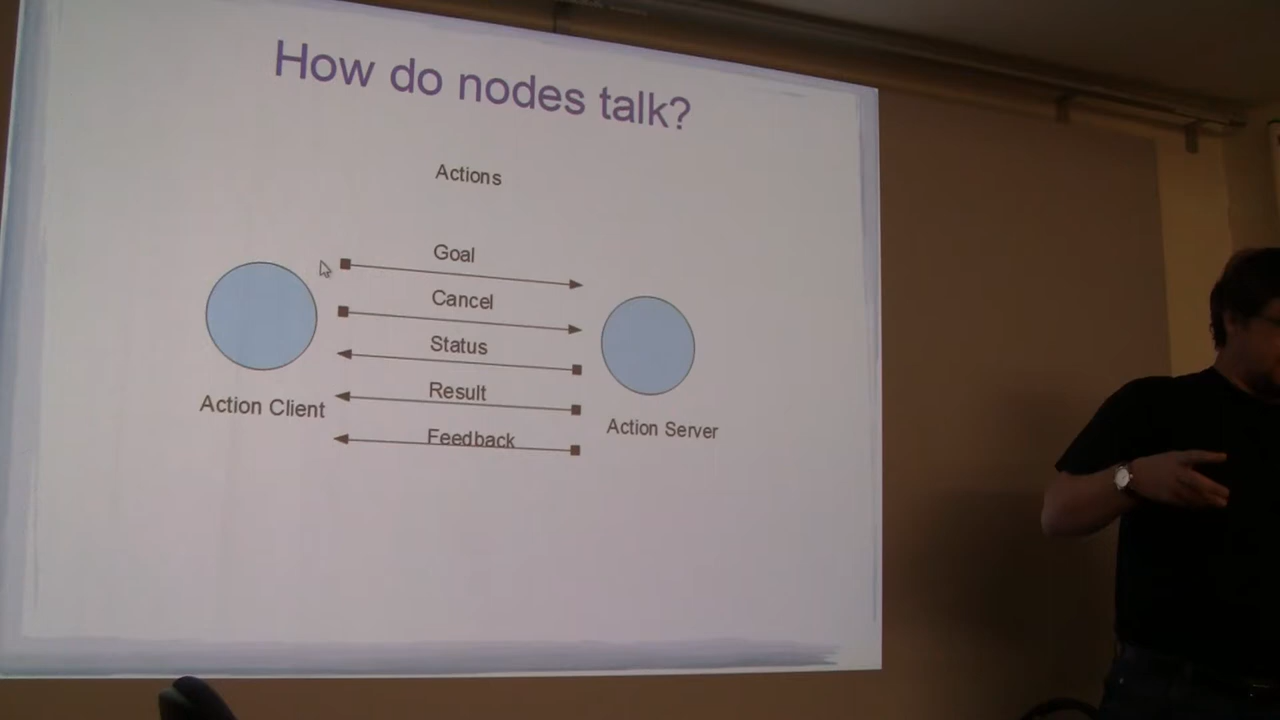 How do nodes talk?
Actions
Goal
Cancel
Status
Result
Feedback
Action Client
Action Server